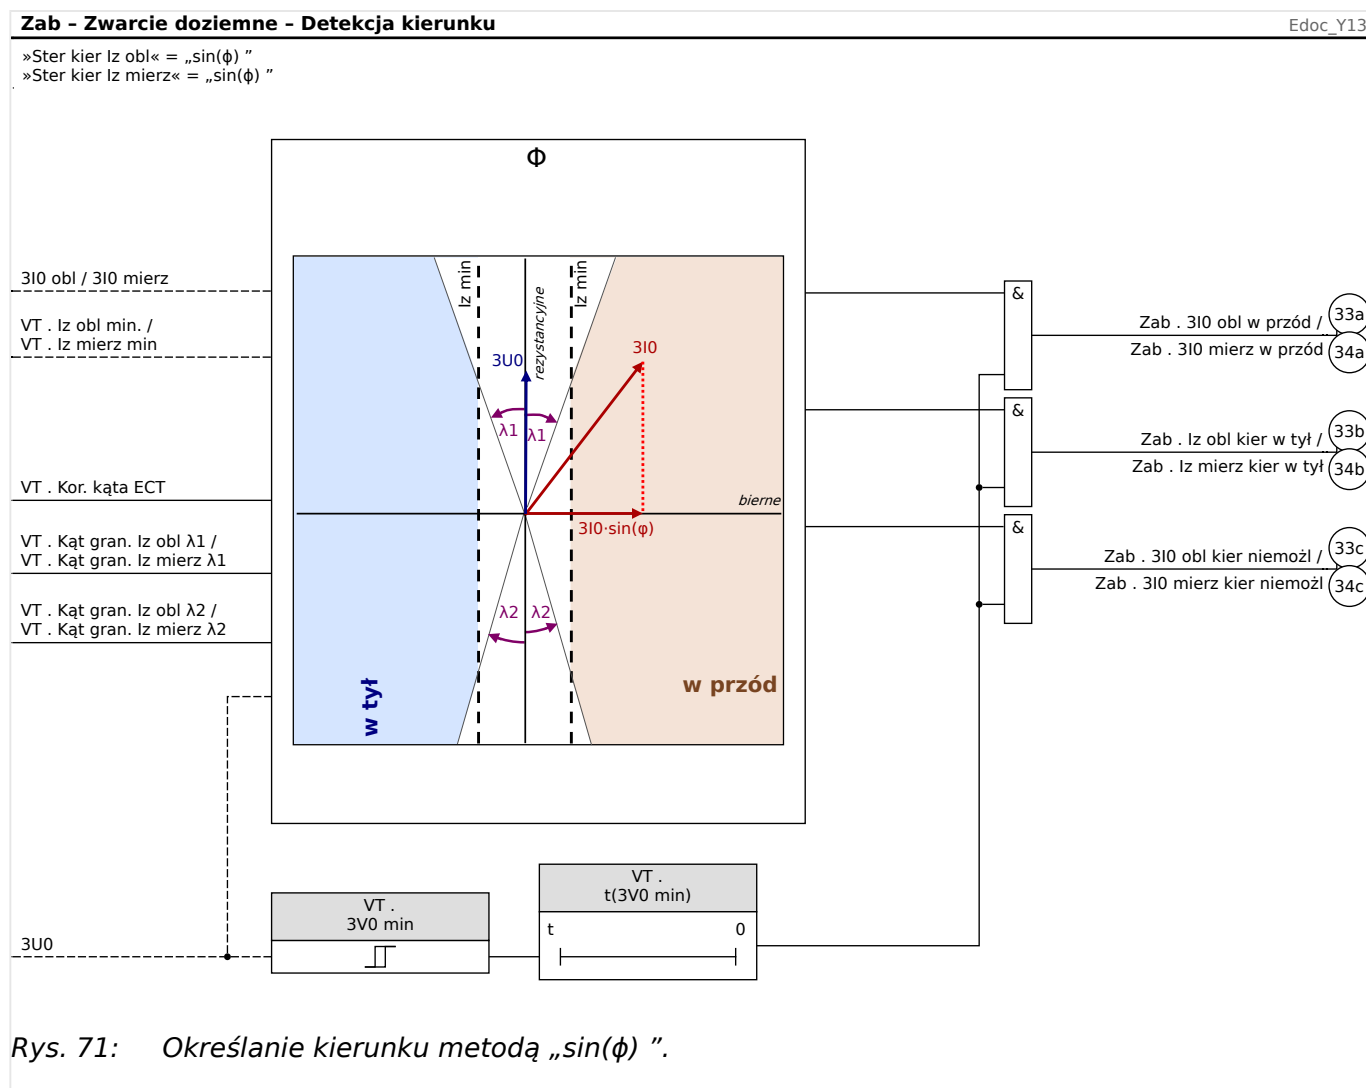 Zab – Zwarcie doziemne – Detekcja kierunku
Edoc_Y13
»Ster kier Iz obl« = „sin(ϕ) ”
»Ster kier Iz mierz« = „sin(ϕ) ”
Φ
3I0 obl / 3I0 mierz
VT . Iz obl min. /
VT . Iz mierz min
VT . Kor. kąta ECT
VT . Kąt gran. Iz obl λ1 /
VT . Kąt gran. Iz mierz λ1
VT . Kąt gran. Iz obl λ2 /
VT . Kąt gran. Iz mierz λ2
3U0
Iz min
rezystancyjne
Iz min
3U0
3I0
λ1
λ1
bierne
3I0·sin(φ)
λ2
λ2
w tył
w przód
&
Zab . 3I0 obl w przód /
33a
Zab . 3I0 mierz w przód
34a
&
Zab . Iz obl kier w tył /
33b
Zab . Iz mierz kier w tył
34b
&
Zab . 3I0 obl kier niemożl /
33c
Zab . 3I0 mierz kier niemożl
34c
VT .
3V0 min
VT .
t(3V0 min)
t
0
Rys. 71: Określanie kierunku metodą „sin(ϕ) ”.